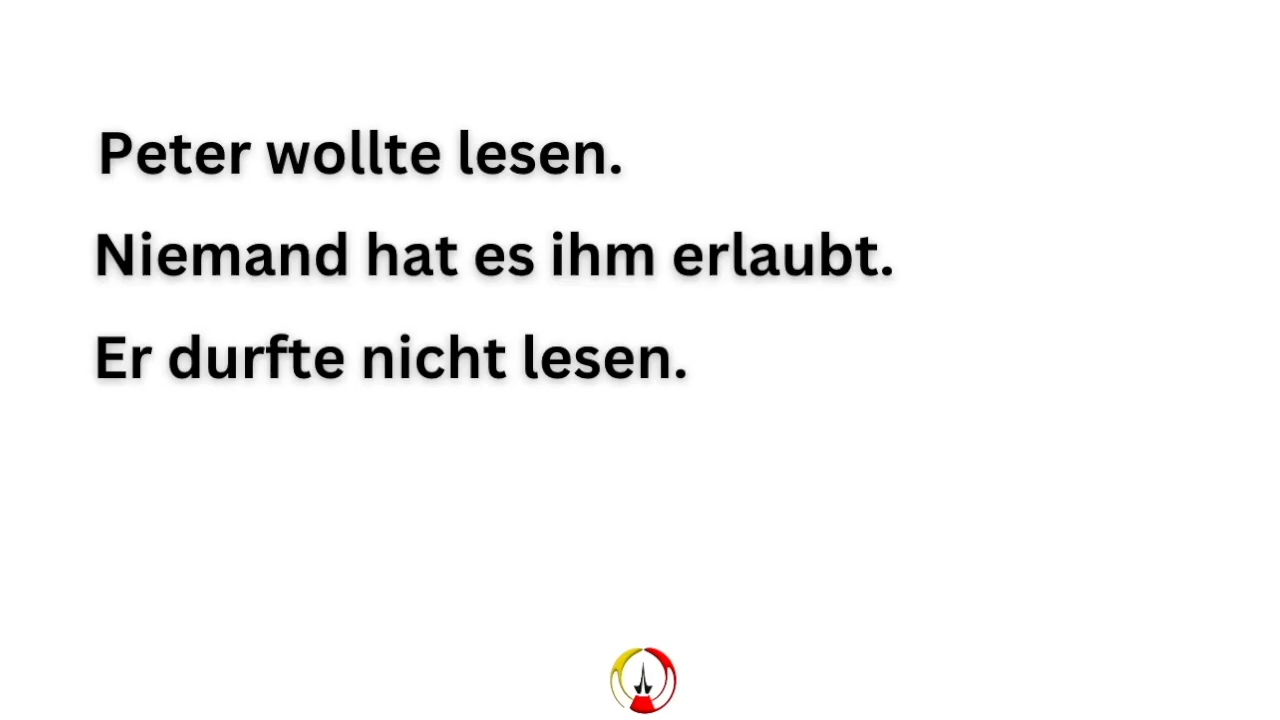 Peter wollte lesen.
Niemand hat es ihm erlaubt.
Er durfte nicht lesen.